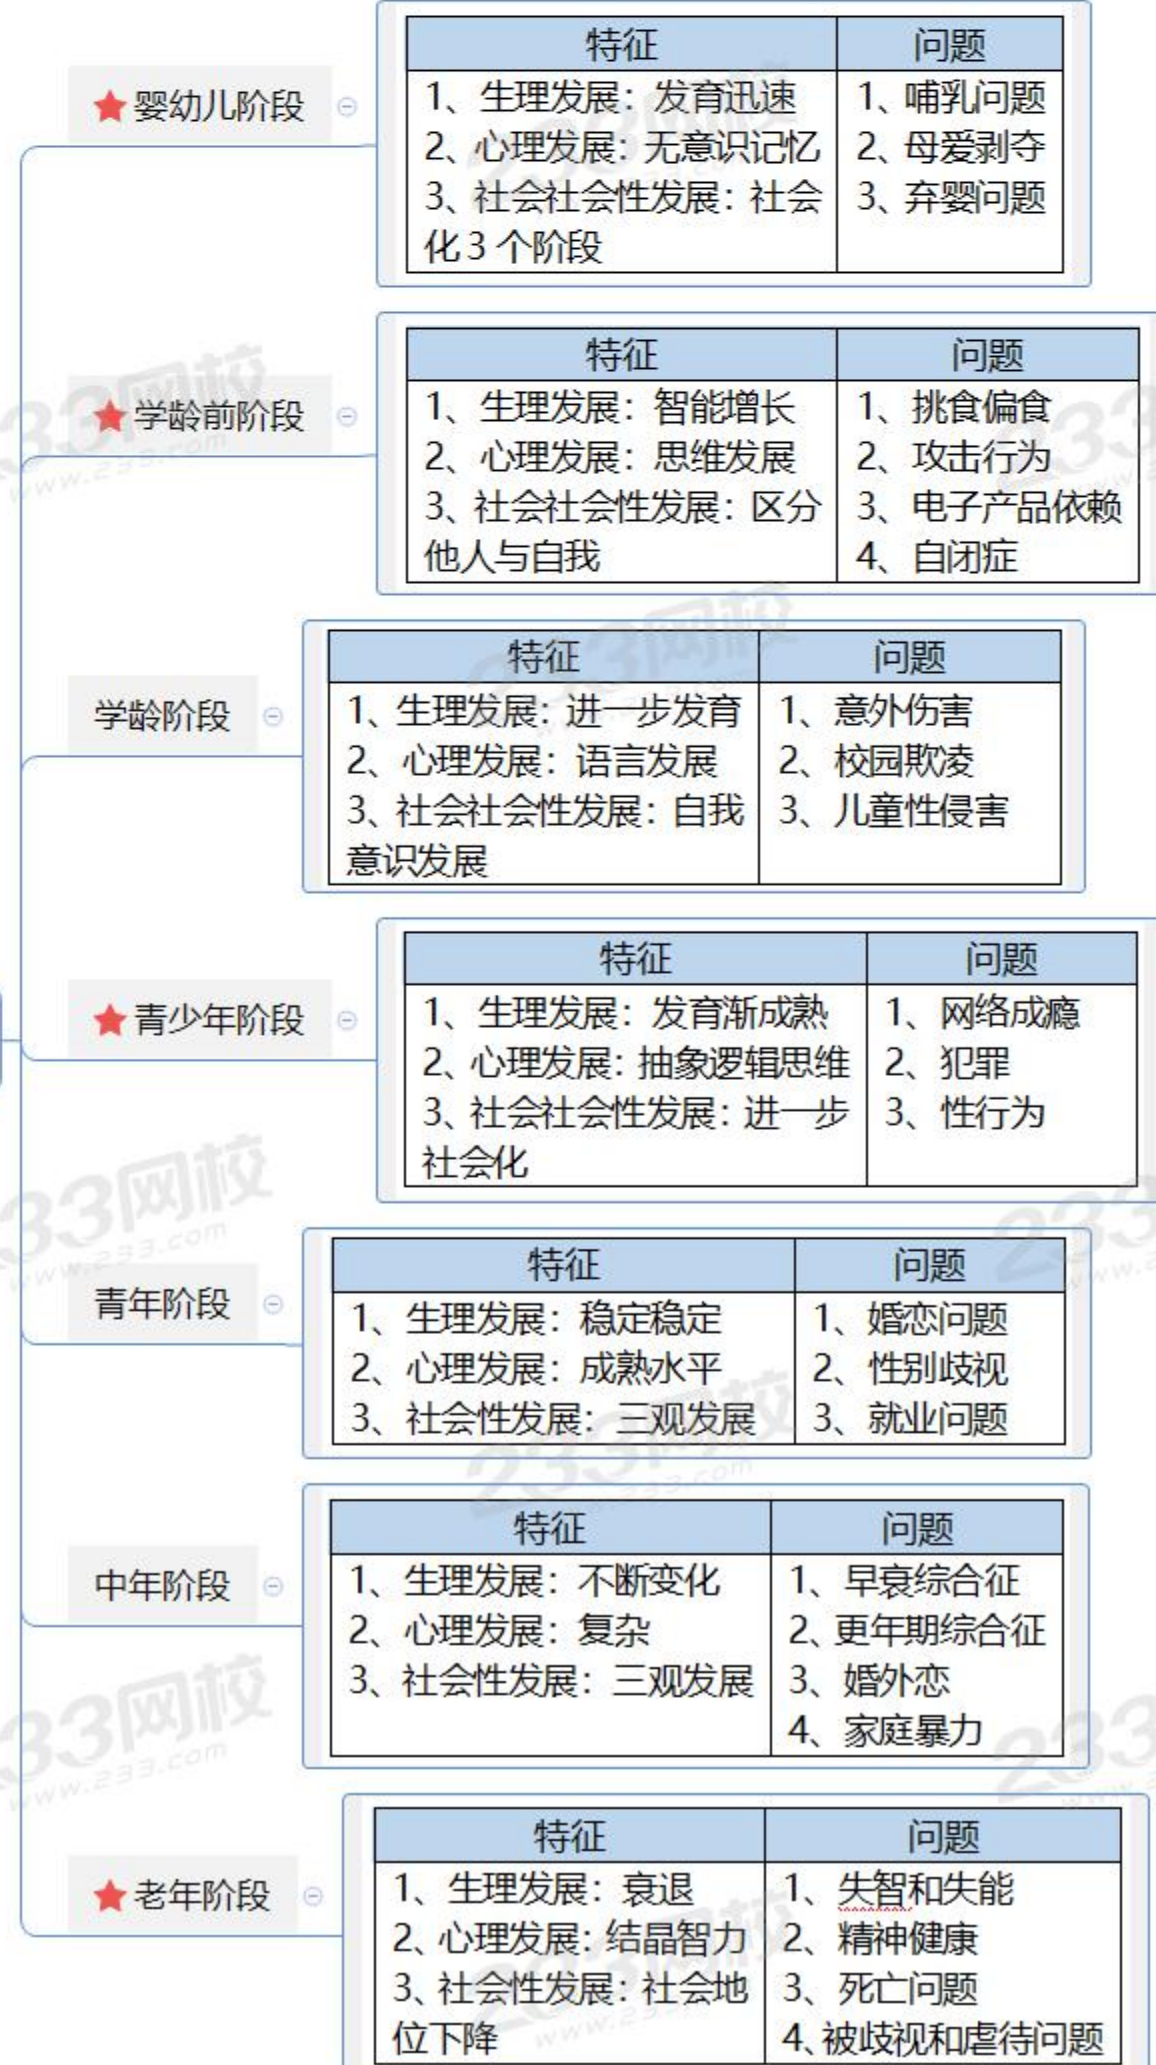 婴幼儿阶段
特征 问题
1、生理发展：发育迅速 1、哺乳问题
2、心理发展：无意识记忆 2、母爱剥夺
3、社会社会性发展：社会 3、弃婴问题
化 3 个阶段
学龄前阶段
特征 问题
1、生理发展：智能增长 1、挑食偏食
2、心理发展：思维发展 2、攻击行为
3、社会社会性发展：区分 3、电子产品依赖
他人与自我 4、自闭症
学龄阶段
特征 问题
1、生理发展：进一步发育 1、意外伤害
2、心理发展：语言发展 2、校园欺凌
3、社会社会性发展：自我 3、儿童性侵害
意识发展
青少年阶段
特征 问题
1、生理发展：发育渐成熟 1、网络成瘾
2、心理发展：抽象逻辑思维 2、犯罪
3、社会社会性发展：进一步 3、性行为
社会化
青年阶段
特征 问题
1、生理发展：稳定稳定 1、婚恋问题
2、心理发展：成熟水平 2、性别歧视
3、社会性发展：三观发展 3、就业问题
中年阶段
特征 问题
1、生理发展：不断变化 1、早衰综合征
2、心理发展：复杂 2、更年期综合征
3、社会性发展：三观发展 3、婚外恋
4、家庭暴力
老年阶段
特征 问题
1、生理发展：衰退 1、失智和失能
2、心理发展：结晶智力 2、精神健康
3、社会性发展：社会地 3、死亡问题
位下降 4、被歧视和虐待问题
233网校
www.233.com